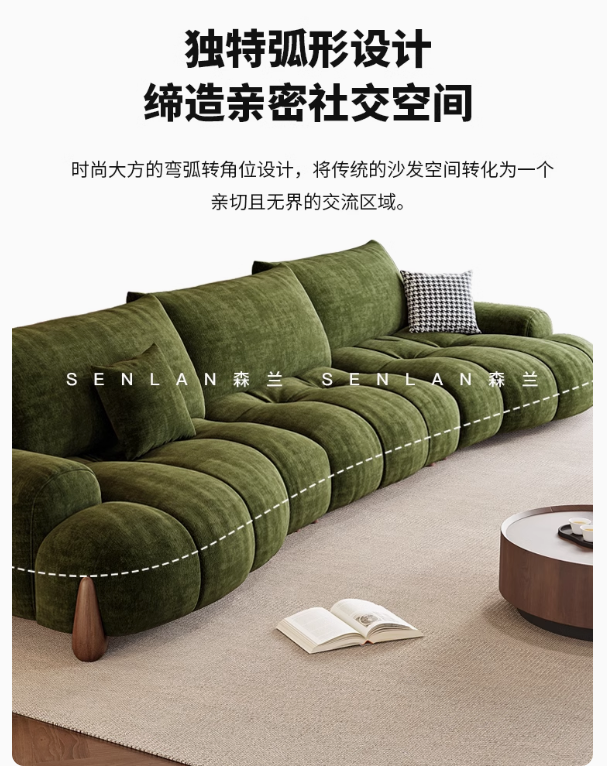 独特弧形设计
缔造亲密社交空间
时尚大方的弯弧转角位设计，将传统的沙发空间转化为一个
亲切且无界的交流区域。
SENLAN森兰 SENLAN森兰